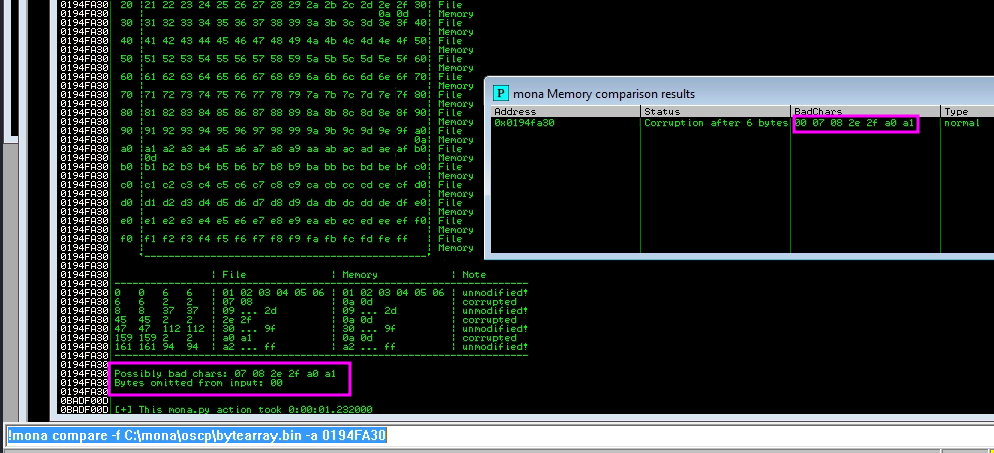 0194FA30 20 |21 22 23 24 25 26 27 28 29 2a 2b 2c 2d 2e 2f 30| File
0194FA30 0a 0d | Memory
0194FA30 30 |31 32 33 34 35 36 37 38 39 3a 3b 3c 3d 3e 3f 40| File
0194FA30 | Memory
0194FA30 40 |41 42 43 44 45 46 47 48 49 4a 4b 4c 4d 4e 4f 50| File
0194FA30 | Memory
0194FA30 50 |51 52 53 54 55 56 57 58 59 5a 5b 5c 5d 5e 5f 60| File
0194FA30 | Memory
0194FA30 60 |61 62 63 64 65 66 67 68 69 6a 6b 6c 6d 6e 6f 70| File
0194FA30 | Memory
0194FA30 70 |71 72 73 74 75 76 77 78 79 7a 7b 7c 7d 7e 7f 80| File
0194FA30 | Memory
0194FA30 80 |81 82 83 84 85 86 87 88 89 8a 8b 8c 8d 8e 8f 90| File
0194FA30 | Memory
0194FA30 90 |91 92 93 94 95 96 97 98 99 9a 9b 9c 9d 9e 9f a0| File
0194FA30 0a| Memory
0194FA30 a0 |a1 a2 a3 a4 a5 a6 a7 a8 a9 aa ab ac ad ae af b0| File
0194FA30 |0d | Memory
0194FA30 b0 |b1 b2 b3 b4 b5 b6 b7 b8 b9 ba bb bc bd be bf c0| File
0194FA30 | Memory
0194FA30 c0 |c1 c2 c3 c4 c5 c6 c7 c8 c9 ca cb cc cd ce cf d0| File
0194FA30 | Memory
0194FA30 d0 |d1 d2 d3 d4 d5 d6 d7 d8 d9 da db dc dd de df e0| File
0194FA30 | Memory
0194FA30 e0 |e1 e2 e3 e4 e5 e6 e7 e8 e9 ea eb ec ed ee ef f0| File
0194FA30 | Memory
0194FA30 f0 |f1 f2 f3 f4 f5 f6 f7 f8 f9 fa fb fc fd fe ff | File
0194FA30 | Memory
0194FA30 `-----------------------------------------------'
0194FA30
0194FA30 | File | Memory | Note
0194FA30 ------------------------------------------------------------
0194FA30 0 0 6 6 | 01 02 03 04 05 06 | 01 02 03 04 05 06 | unmodified!
0194FA30 6 6 2 2 | 07 08 | 0a 0d | corrupted
0194FA30 8 8 37 37 | 09 ... 2d | 09 ... 2d | unmodified!
0194FA30 45 45 2 2 | 2e 2f | 0a 0d | corrupted
0194FA30 47 47 112 112 | 30 ... 9f | 30 ... 9f | unmodified!
0194FA30 159 159 2 2 | a0 a1 | 0a 0d | corrupted
0194FA30 161 161 94 94 | a2 ... ff | a2 ... ff | unmodified!
0194FA30 ------------------------------------------------------------
0194FA30
0194FA30 Possibly bad chars: 07 08 2e 2f a0 a1
0194FA30 Bytes omitted from input: 00
0194FA30
0BADF00D
0BADF00D [+] This mona.py action took 0:00:01.232000
P mona Memory comparison results
Address Status BadChars Type
0x0194fa30 Corruption after 6 bytes 00 07 08 2e 2f a0 a1 normal
!mona compare -f C:\mona\oscp\bytearray.bin -a 0194FA30